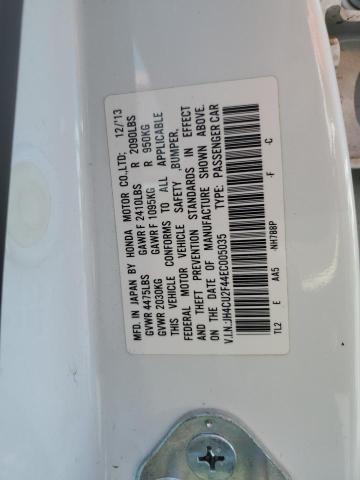 MFD. IN JAPAN BY HONDA MOTOR CO.,LTD. 12/'13
GVWR 4475LBS GAWR F 2410LBS R 2090LBS
GVWR 2030KG GAWR F 1095KG R 950KG
THIS VEHICLE CONFORMS TO ALL APPLICABLE
FEDERAL MOTOR VEHICLE SAFETY ,BUMPER,
AND THEFT PREVENTION STANDARDS IN EFFECT
ON THE DATE OF MANUFACTURE SHOWN ABOVE.
V.I.N:JH4CU2F44EC005035 TYPE: PASSENGER CAR
TL2 E AA5 -NH788P -F -C